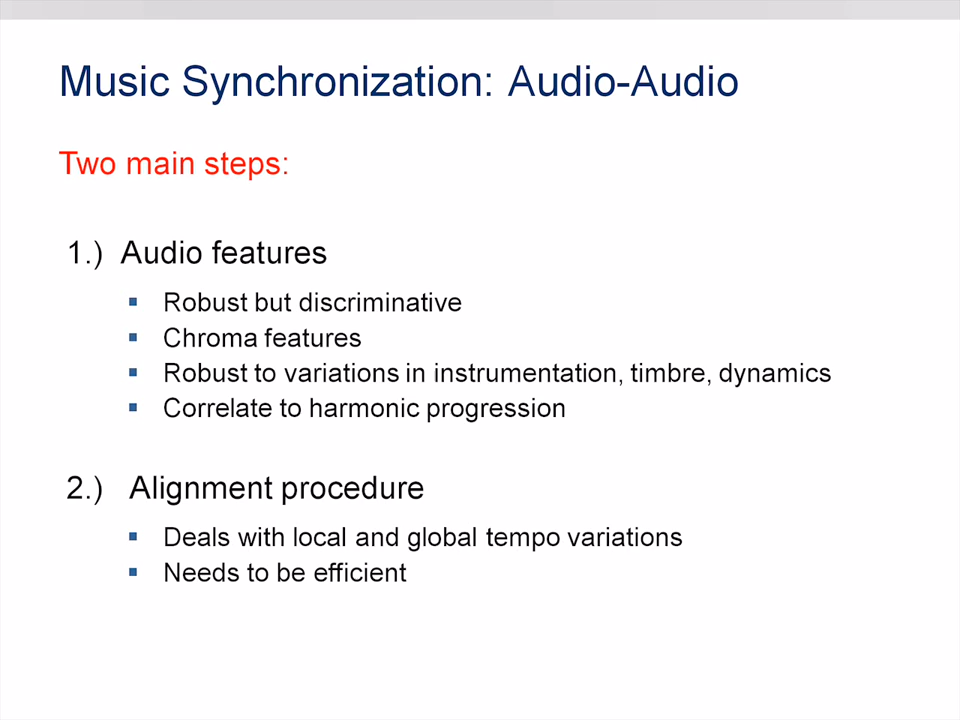 Music Synchronization: Audio-Audio
Two main steps:
1.) Audio features
▪ Robust but discriminative
▪ Chroma features
▪ Robust to variations in instrumentation, timbre, dynamics
▪ Correlate to harmonic progression
2.) Alignment procedure
▪ Deals with local and global tempo variations
▪ Needs to be efficient